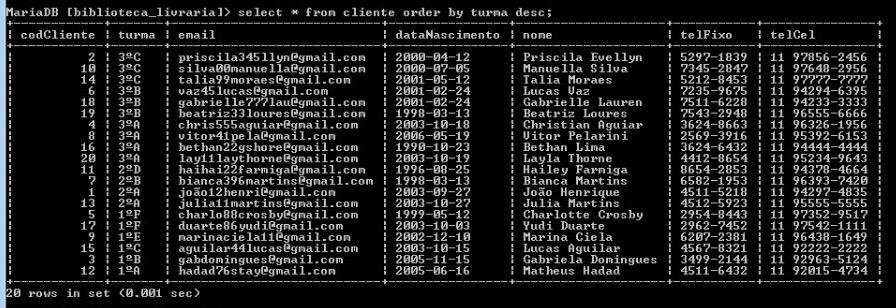 MariaDB [biblioteca_livraria]> select * from cliente order by turma desc;
| codCliente | turma | email | dataNascimento | nome | telFixo | telCel |
| 2 | 3ºC | priscila345llyn@gmail.com | 2000-04-12 | Priscila Evellyn | 5297-1839 | 11 97856-2456 |
| 10 | 3ºC | silva00manuella@gmail.com | 2000-07-05 | Manuella Silva | 7345-2847 | 11 97648-2956 |
| 14 | 3ºC | talia99moraes@gmail.com | 2001-05-12 | Talia Moraes | 5212-8453 | 11 97777-7777 |
| 6 | 3ºB | vaz45lucas@gmail.com | 2001-02-24 | Lucas Vaz | 7235-9675 | 11 94294-6395 |
| 18 | 3ºB | gabrielle777lau@gmail.com | 2001-02-24 | Gabrielle Lauren | 7511-6228 | 11 94233-3333 |
| 19 | 3ºB | beatriz33loures@gmail.com | 1998-03-13 | Beatriz Loures | 7543-2948 | 11 96555-6666 |
| 4 | 3ºA | chris555aguiar@gmail.com | 2003-10-18 | Christian Aguiar | 3624-8663 | 11 96326-1956 |
| 8 | 3ºA | vitor41pela@gmail.com | 2006-05-19 | Vitor Pelarini | 2569-3916 | 11 95392-6153 |
| 16 | 3ºA | bethan22gshore@gmail.com | 1990-10-23 | Bethan Lima | 3624-6432 | 11 94444-4444 |
| 20 | 3ºA | lay11laythorne@gmail.com | 2003-10-19 | Layla Thorne | 4412-8654 | 11 95234-9643 |
| 11 | 2ºD | haihai22farmiga@gmail.com | 1996-08-25 | Hailey Farmiga | 8654-2853 | 11 94378-4664 |
| 7 | 2ºB | bianca396martins@gmail.com | 1998-03-13 | Bianca Martins | 6582-1953 | 11 96393-7420 |
| 1 | 2ºA | joão12henri@gmail.com | 2003-09-27 | João Henrique | 4511-5218 | 11 94297-4835 |
| 13 | 2ºA | julia11martins@gmail.com | 2003-10-27 | Julia Martins | 4512-5923 | 11 95555-5555 |
| 5 | 1ºF | charlo88crosby@gmail.com | 1999-05-12 | Charlotte Crosby | 2954-8443 | 11 97352-9517 |
| 17 | 1ºF | duarte86yudi@gmail.com | 2003-10-03 | Yudi Duarte | 2962-7452 | 11 97542-1111 |
| 9 | 1ºE | marinaciela11@gmail.com | 2002-12-10 | Marina Ciela | 6207-2381 | 11 96438-1649 |
| 15 | 1ºC | aguilar44lucas@gmail.com | 2003-10-15 | Lucas Aguilar | 4567-8321 | 11 92222-2222 |
| 3 | 1ºB | gabdomingues@gmail.com | 2005-11-15 | Gabriela Domingues | 3499-2144 | 11 92963-5124 |
| 12 | 1ºA | hadad76stay@gmail.com | 2005-06-16 | Matheus Hadad | 4511-6432 | 11 92015-4734 |
20 rows in set (0.001 sec)